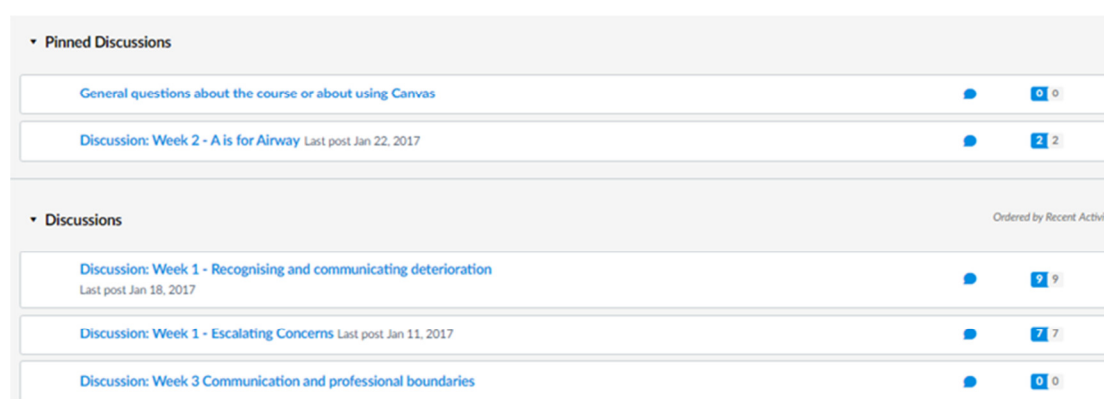 Pinned Discussions
General questions about the course or about using Canvas
0 0
Discussion: Week 2 - A is for Airway Last post Jan 22, 2017
2 2
Discussions
Ordered by Recent Activi
Discussion: Week 1 - Recognising and communicating deterioration
Last post Jan 18, 2017
9 9
Discussion: Week 1 - Escalating Concerns Last post Jan 11, 2017
7 7
Discussion: Week 3 Communication and professional boundaries
0 0